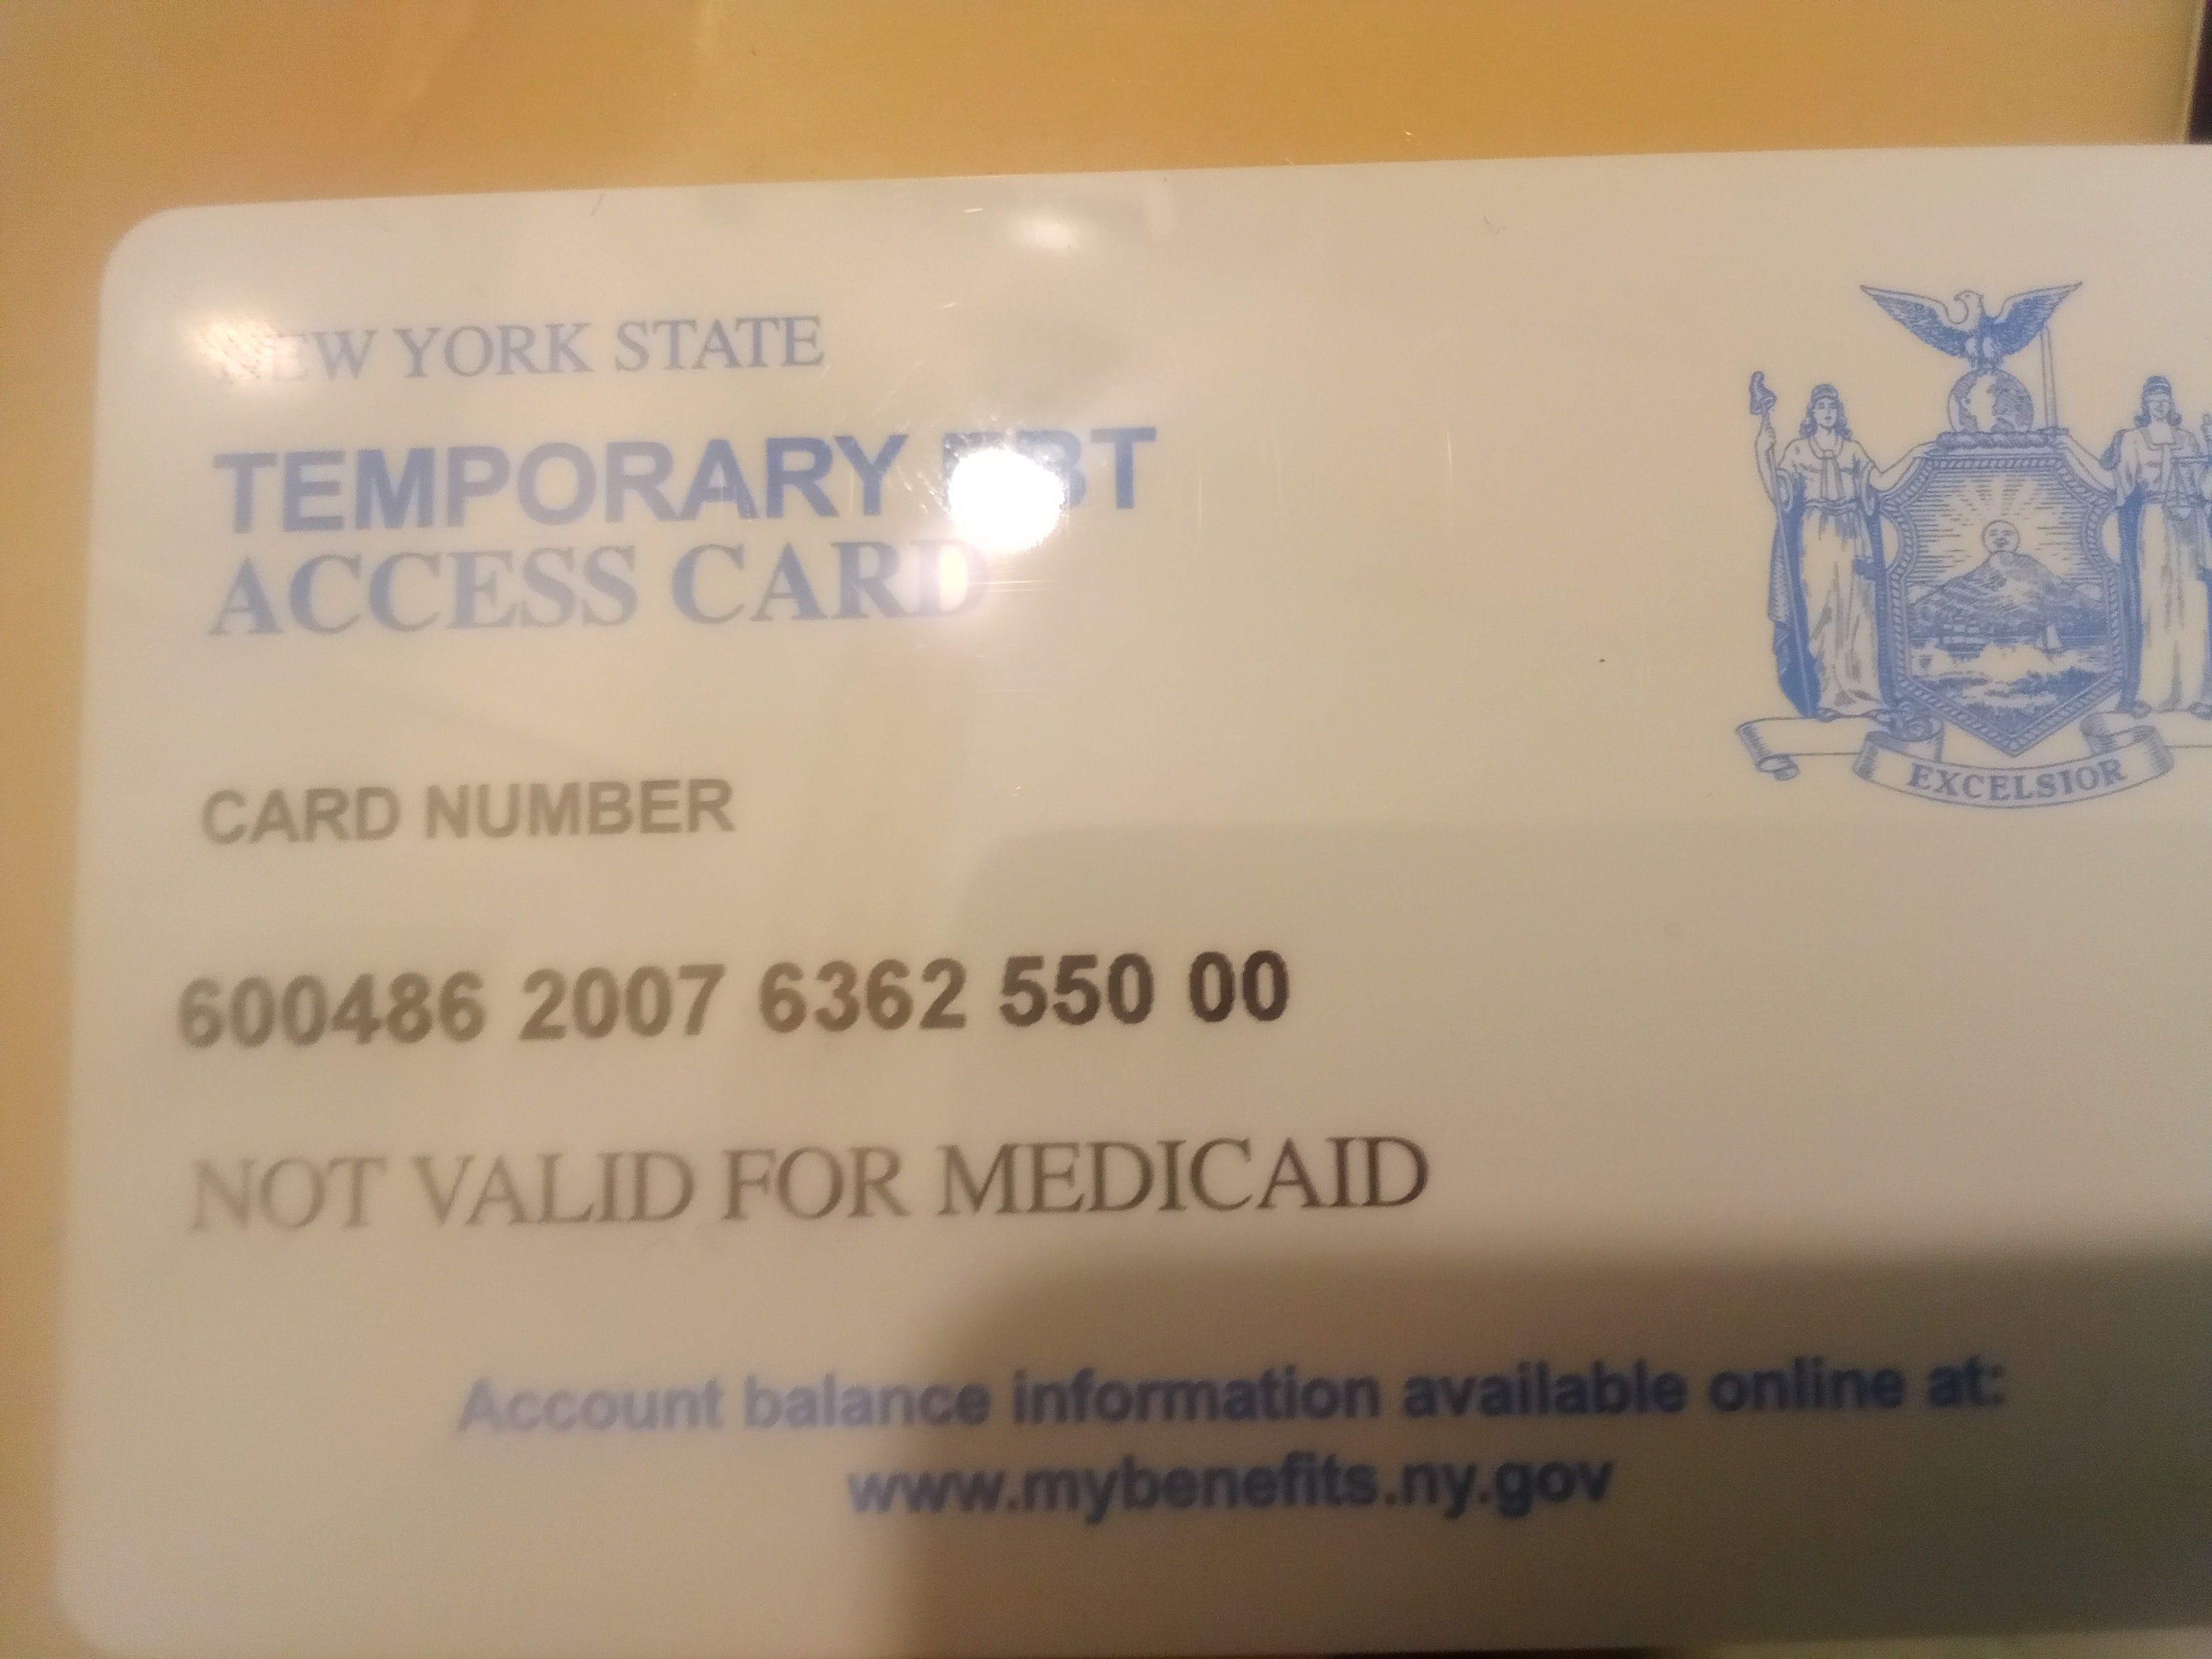 NEW YORK STATE
TEMPORARY EBT
ACCESS CARD
EXCELSIOR
CARD NUMBER
600486 2007 6362 550 00
NOT VALID FOR MEDICAID
Account balance information available online at:
www.mybenefits.ny.gov